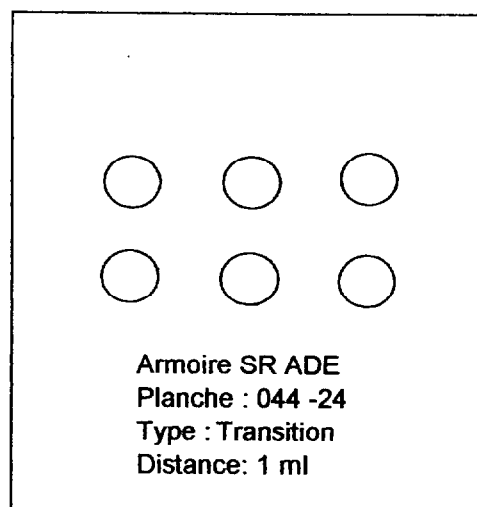 Armoire SR ADE
Planche : 044 -24
Type : Transition
Distance: 1 ml